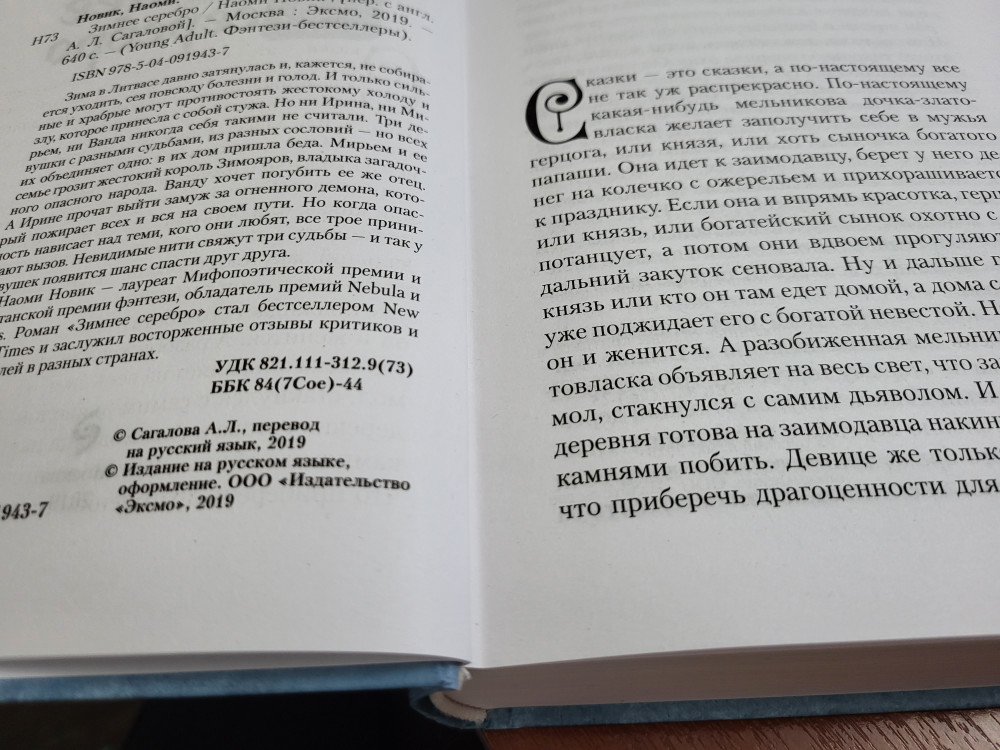 Новик, Наоми.
Н73 Зимнее серебро / Наоми Новик ; [пер. с англ.
А. Л. Сагаловой]. — Москва : Эксмо, 2019. —
640 с. — (Young Adult. Фэнтези-бестселлеры).
ISBN 978-5-04-091943-7
Зима в Литвасе давно затянулась и, кажется, не собира-
ется уходить, сея повсюду болезни и голод. И только силь-
ные и храбрые могут противостоять жестокому холоду и
злу, которое принесла с собой стужа. Но ни Ирина, ни Ми-
рьем, ни Ванда никогда себя такими не считали. Три де-
вушки с разными судьбами, из разных сословий — но всех
их объединяет одно: в их дом пришла беда. Мирьем и ее
семье грозит жестокий король Зимояров, владыка загадоч-
ного опасного народа. Ванду хочет погубить ее же отец.
А Ирине прочат выйти замуж за огненного демона, кото-
рый пожирает всех и вся на своем пути. Но когда опас-
ность нависает над теми, кого они любят, все трое прини-
ают вызов. Невидимые нити свяжут три судьбы — и так у
вушек появится шанс спасти друг друга.
Наоми Новик — лауреат Мифопоэтической премии и
танской премии фэнтези, обладатель премий Nebula и
s. Роман «Зимнее серебро» стал бестселлером New
Times и заслужил восторженные отзывы критиков и
лей в разных странах.
УДК 821.111-312.9(73)
ББК 84(7Сое)-44
© Сагалова А.Л., перевод
на русский язык, 2019
© Издание на русском языке,
оформление. ООО «Издательство
«Эксмо», 2019
1943-7
Сказки — это сказки, а по-настоящему все
не так уж распрекрасно. По-настоящему
какая-нибудь мельникова дочка-злато-
власка желает заполучить себе в мужья
герцога, или князя, или хоть сыночка богатого
папаши. Она идет к заимодавцу, берет у него де
нег на колечко с ожерельем и прихорашивается
к празднику. Если она и впрямь красотка, герц
или князь, или богатейский сынок охотно с
потанцует, а потом они вдвоем прогуляют
дальний закуток сеновала. Ну и дальше г
князь или кто он там едет домой, а дома с
уже поджидает его с богатой невестой. Н
он и женится. А разобиженная мельни
товласка объявляет на весь свет, что за
мол, стакнулся с самим дьяволом. И
деревня готова на заимодавца накин
камнями побить. Девице же тольк
что приберечь драгоценности для